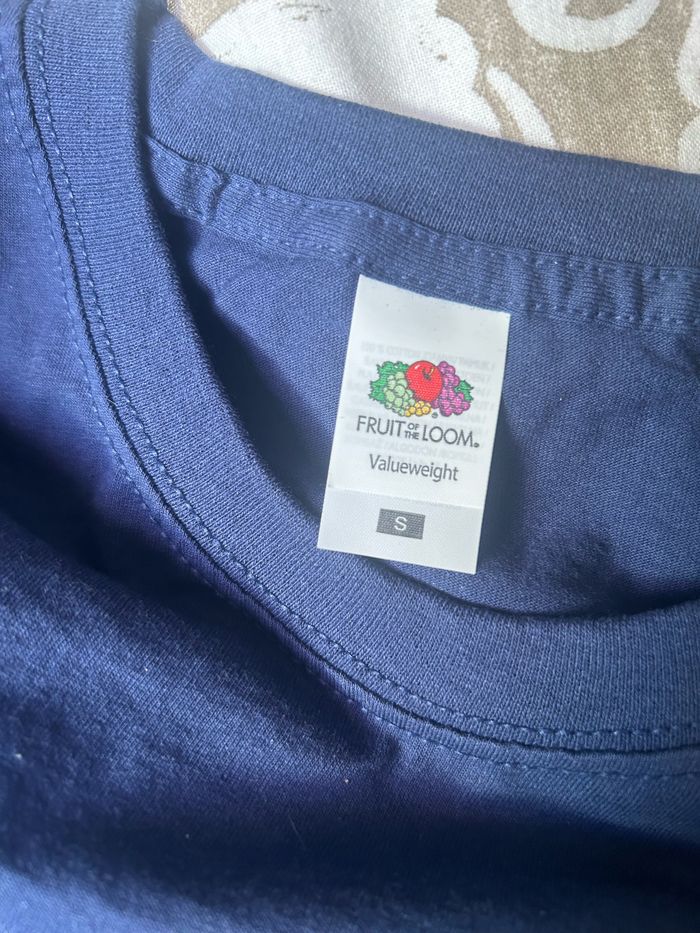 FRUIT OF THE LOOM®
Valueweight
S